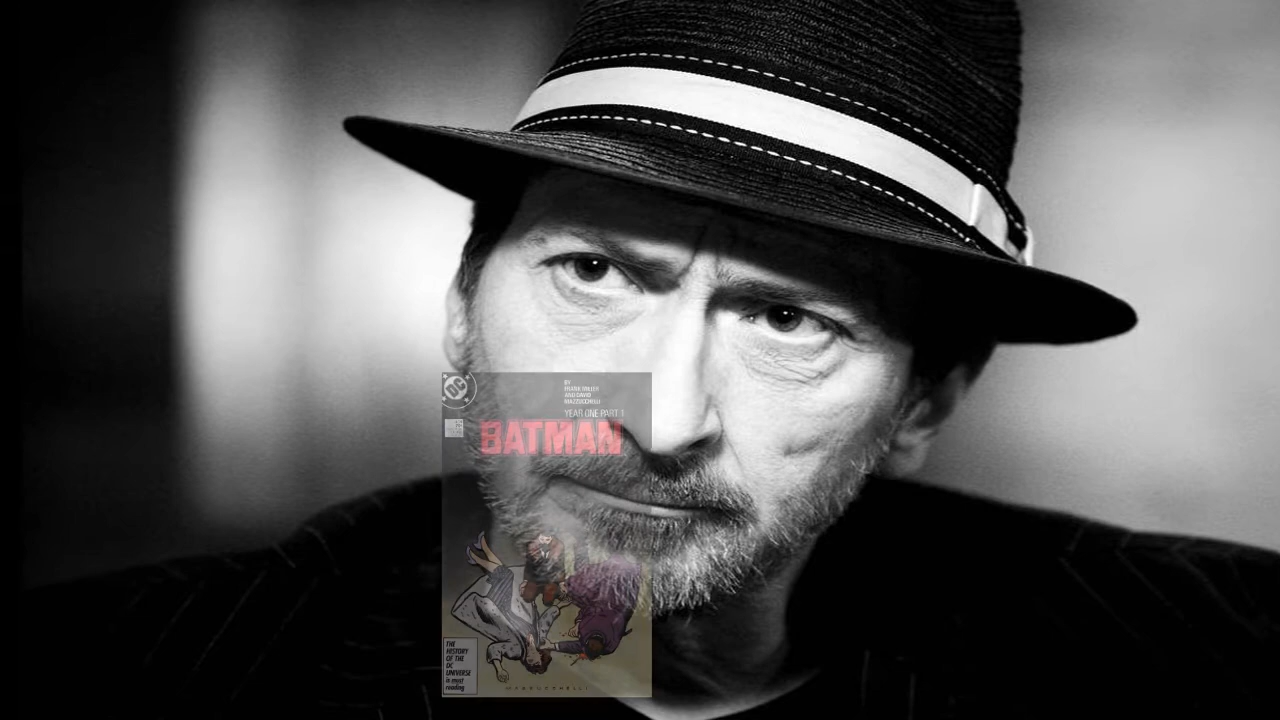 DC
BY
FRANK MILLER
AND DAVID
MAZZUCCHELLI
YEAR ONE PART 1
BATMAN
THE
HISTORY
OF THE
DC
UNIVERSE
is must
reading
MAZZUCCHELLI